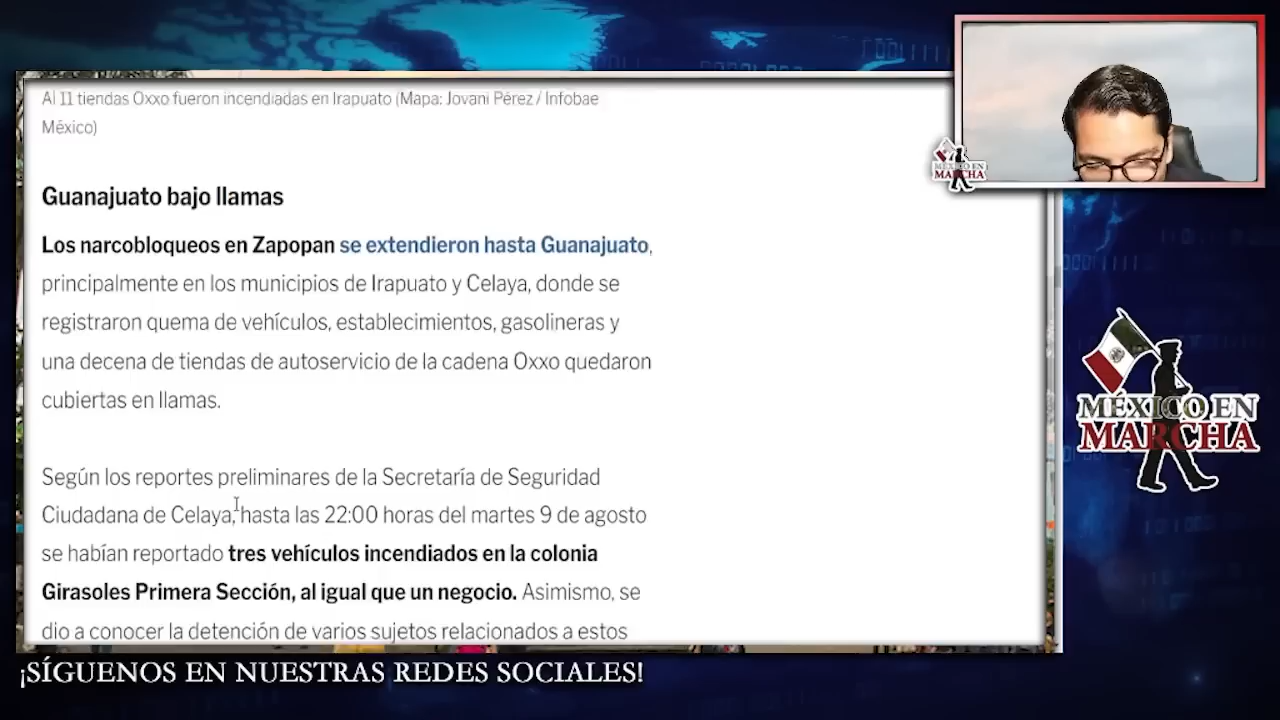 Al 11 tiendas Oxxo fueron incendiadas en Irapuato (Mapa: Jovani Pérez / Infobae
México)
Guanajuato bajo llamas
Los narcobloqueos en Zapopan se extendieron hasta Guanajuato,
principalmente en los municipios de Irapuato y Celaya, donde se
registraron quema de vehículos, establecimientos, gasolineras y
una decena de tiendas de autoservicio de la cadena Oxxo quedaron
cubiertas en llamas.
Según los reportes preliminares de la Secretaría de Seguridad
Ciudadana de Celaya, hasta las 22:00 horas del martes 9 de agosto
se habían reportado tres vehículos incendiados en la colonia
Girasoles Primera Sección, al igual que un negocio. Asimismo, se
dio a conocer la detención de varios sujetos relacionados a estos
MÉXICO EN
MARCHA
MÉXICO EN
MARCHA
¡SÍGUENOS EN NUESTRAS REDES SOCIALES!